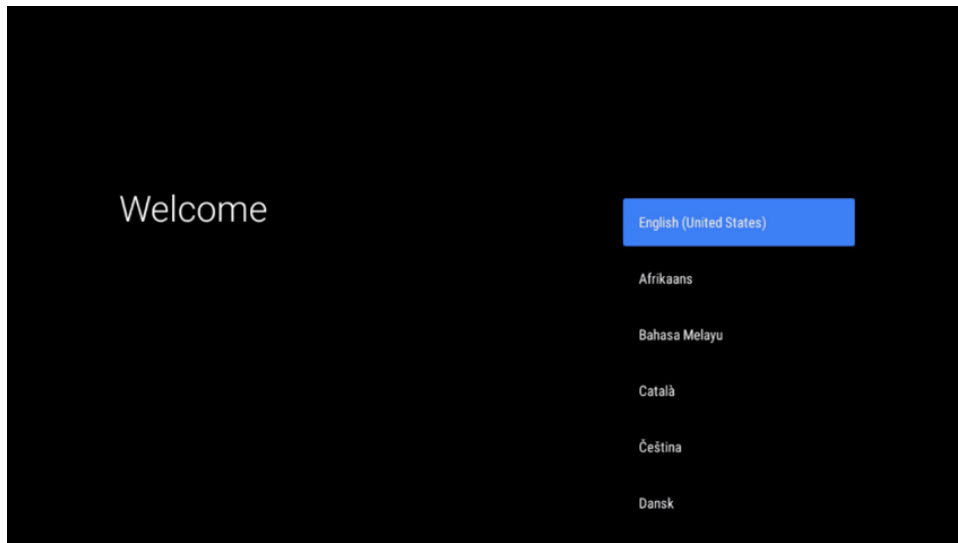 Welcome
English (United States)
Afrikaans
Bahasa Melayu
Català
Čeština
Dansk